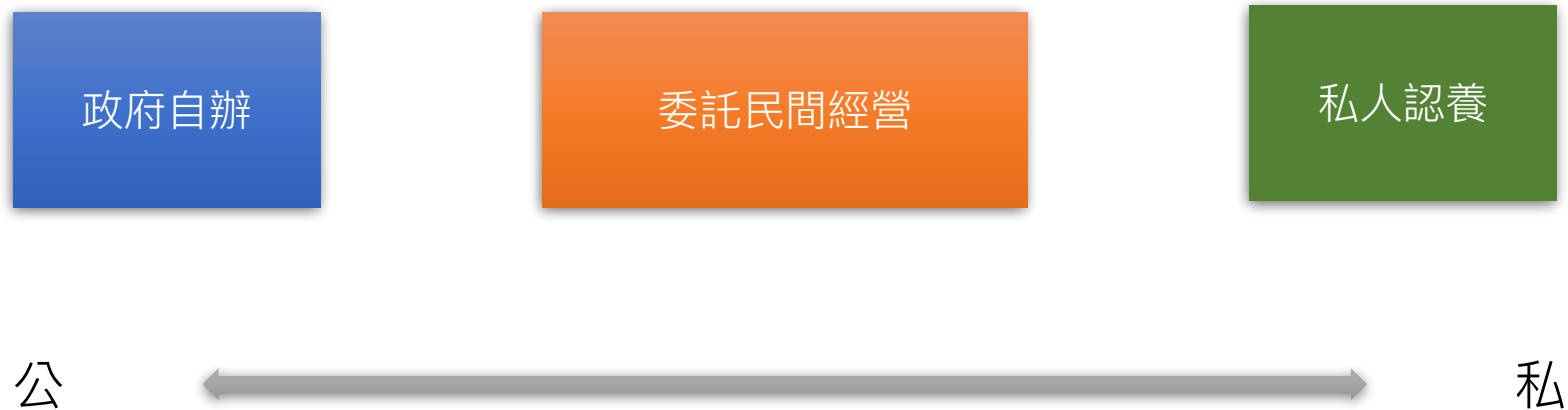 政府自辦
委託民間經營
私人認養
公
私